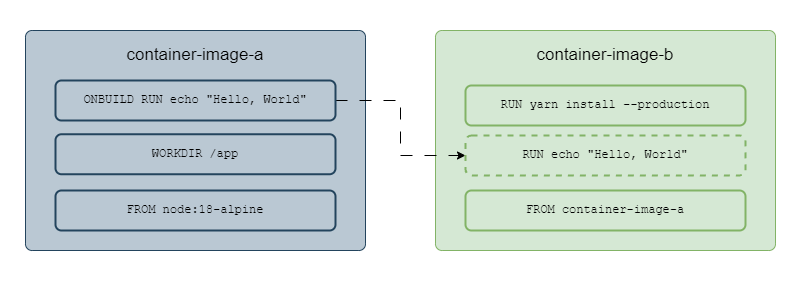 container-image-a
ONBUILD RUN echo "Hello, World"
WORKDIR /app
FROM node:18-alpine
container-image-b
RUN yarn install --production
RUN echo "Hello, World"
FROM container-image-a